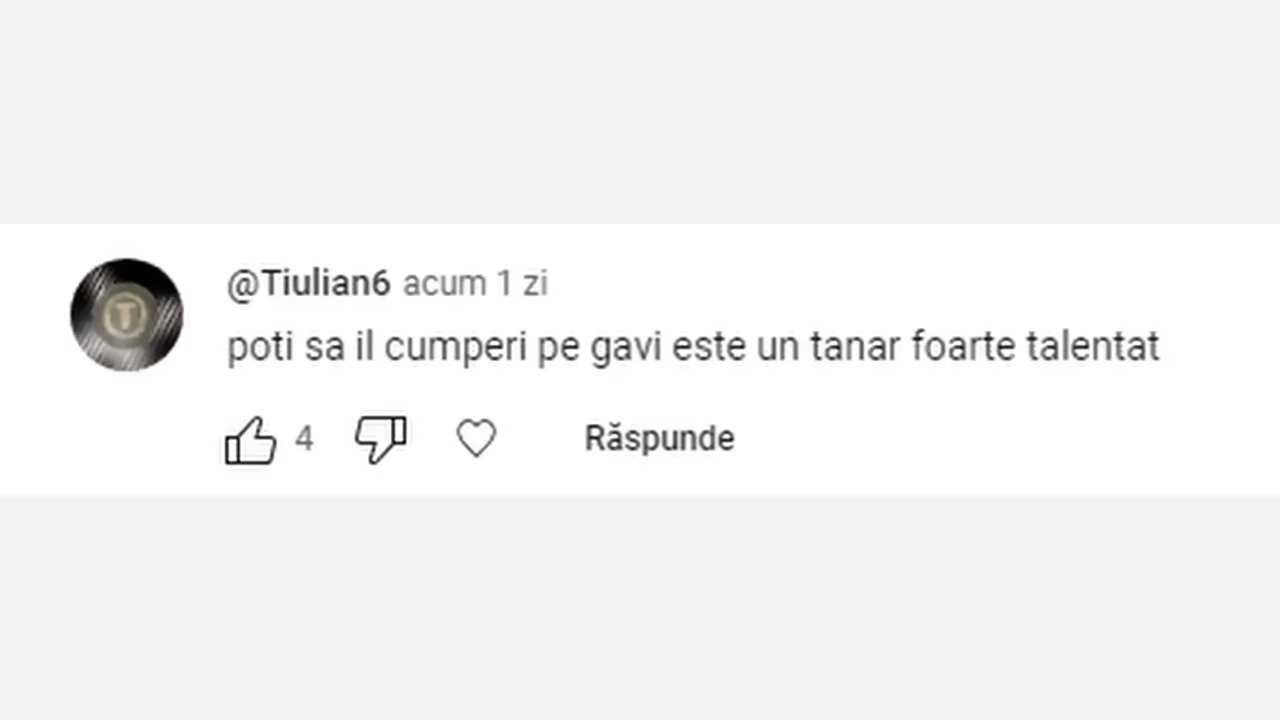 @Tiulian6 acum 1 zi
poti sa il cumperi pe gavi este un tanar foarte talentat
4 Răspunde
T